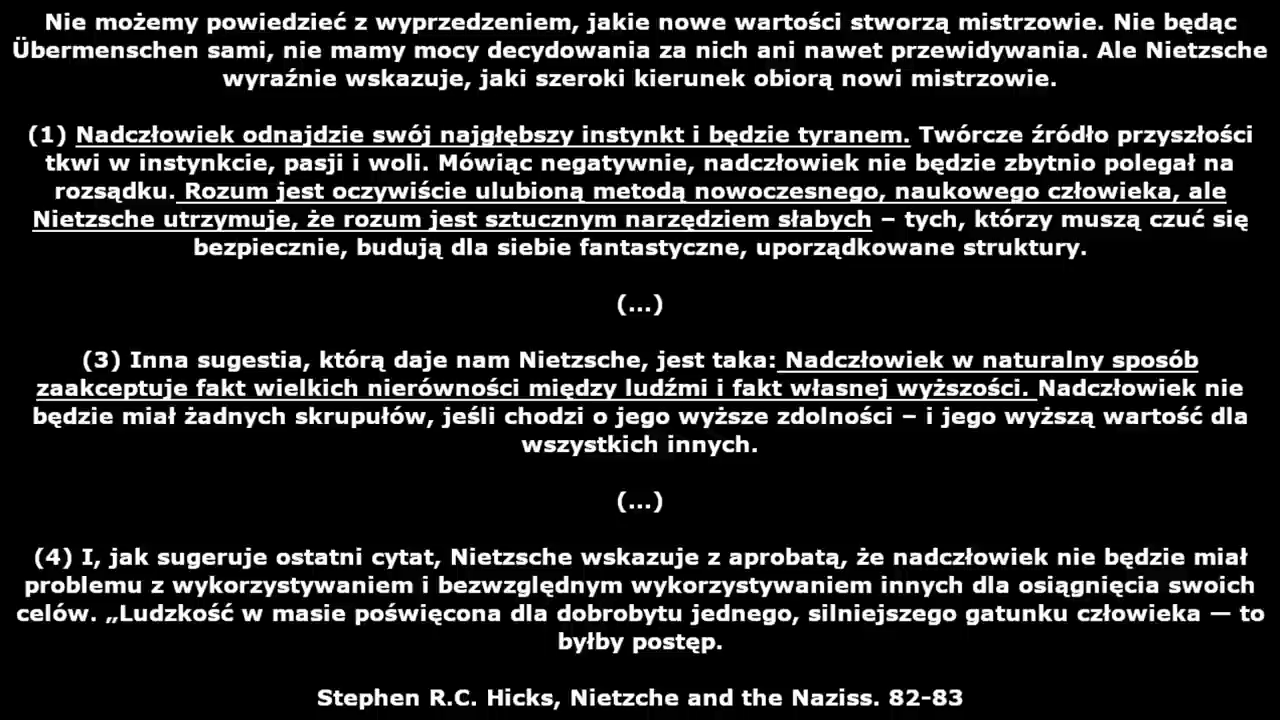 Nie możemy powiedzieć z wyprzedzeniem, jakie nowe wartości stworzą mistrzowie. Nie będąc
Übermenschen sami, nie mamy mocy decydowania za nich ani nawet przewidywania. Ale Nietzsche
wyraźnie wskazuje, jaki szeroki kierunek obiorą nowi mistrzowie.
(1) Nadczłowiek odnajdzie swój najgłębszy instynkt i będzie tyranem. Twórcze źródło przyszłości
tkwi w instynkcie, pasji i woli. Mówiąc negatywnie, nadczłowiek nie będzie zbytnio polegał na
rozsądku. Rozum jest oczywiście ulubioną metodą nowoczesnego, naukowego człowieka, ale
Nietzsche utrzymuje, że rozum jest sztucznym narzędziem słabych – tych, którzy muszą czuć się
bezpiecznie, budują dla siebie fantastyczne, uporządkowane struktury.
(...)
(3) Inna sugestia, którą daje nam Nietzsche, jest taka: Nadczłowiek w naturalny sposób
zaakceptuje fakt wielkich nierówności między ludźmi i fakt własnej wyższości. Nadczłowiek nie
będzie miał żadnych skrupułów, jeśli chodzi o jego wyższe zdolności – i jego wyższą wartość dla
wszystkich innych.
(...)
(4) I, jak sugeruje ostatni cytat, Nietzsche wskazuje z aprobatą, że nadczłowiek nie będzie miał
problemu z wykorzystywaniem i bezwzględnym wykorzystywaniem innych dla osiągnięcia swoich
celów. „Ludzkość w masie poświęcona dla dobrobytu jednego, silniejszego gatunku człowieka — to
byłby postęp.
Stephen R.C. Hicks, Nietzche and the Naziss. 82-83